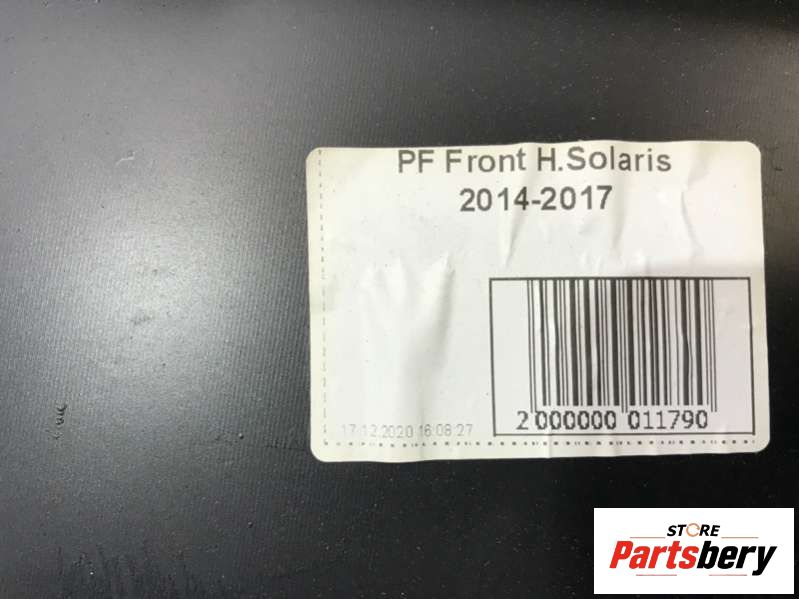 PF Front H.Solaris
2014-2017
2 000000 011790
17.12.2020 16:08:27
STORE
Partsbery